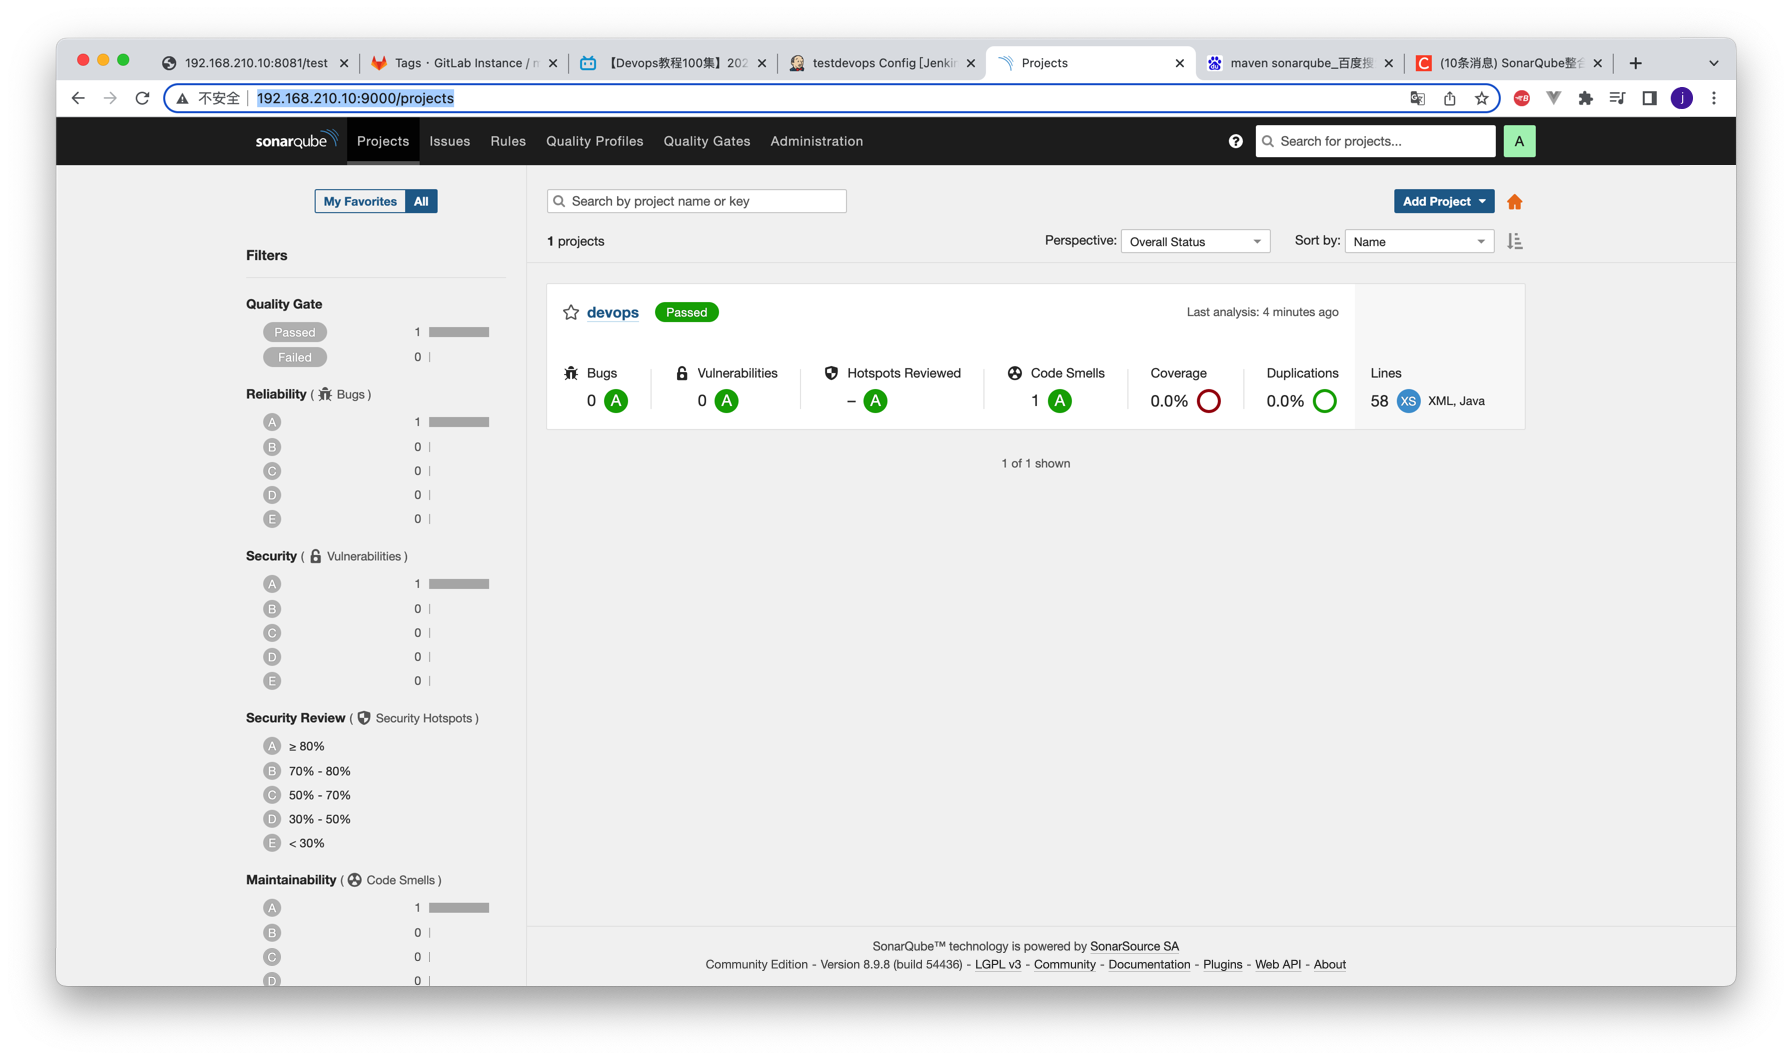 192.168.210.10:8081/test
Tags · GitLab Instance /
【Devops教程100集】202
testdevops Config [Jenkin
Projects
maven sonarqube_百度搜
(10条消息) SonarQube整合
不安全
192.168.210.10:9000/projects
j
sonarqube
Projects
Issues
Rules
Quality Profiles
Quality Gates
Administration
?
Search for projects...
A
My Favorites
All
Search by project name or key
Add Project
1 projects
Perspective:
Overall Status
Sort by:
Name
Filters
Quality Gate
Passed 1
Failed 0
Reliability ( Bugs )
A 1
B 0
C 0
D 0
E 0
Security ( Vulnerabilities )
A 1
B 0
C 0
D 0
E 0
Security Review ( Security Hotspots )
A ≥ 80%
B 70% - 80%
C 50% - 70%
D 30% - 50%
E < 30%
Maintainability ( Code Smells )
A 1
B 0
C 0
D 0
devops
Passed
Last analysis: 4 minutes ago
Bugs
0 A
Vulnerabilities
0 A
Hotspots Reviewed
– A
Code Smells
1 A
Coverage
0.0%
Duplications
0.0%
Lines
58 XS XML, Java
1 of 1 shown
SonarQube™ technology is powered by SonarSource SA
Community Edition - Version 8.9.8 (build 54436) - LGPL v3 - Community - Documentation - Plugins - Web API - About